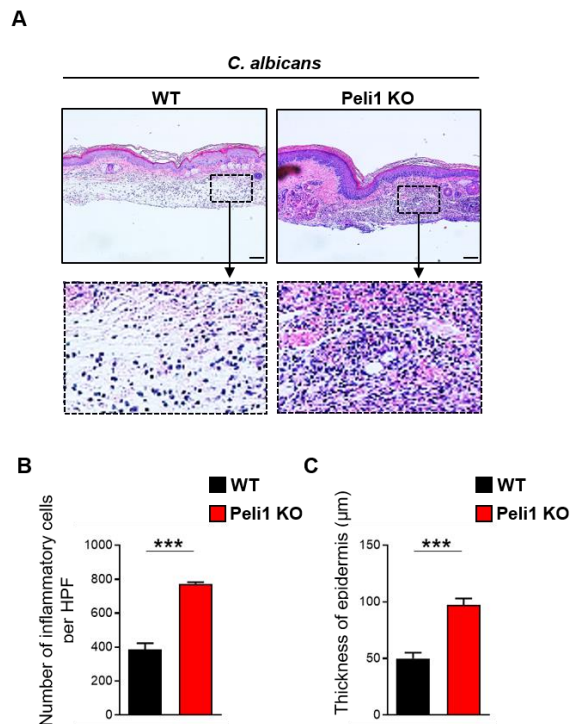 A
C. albicans
WT
Peli1 KO
B
WT
Peli1 KO
Number of inflammatory cells
per HPF
1000
800
600
400
200
0
***
C
WT
Peli1 KO
Thickness of epidermis (μm)
150
100
50
0
***